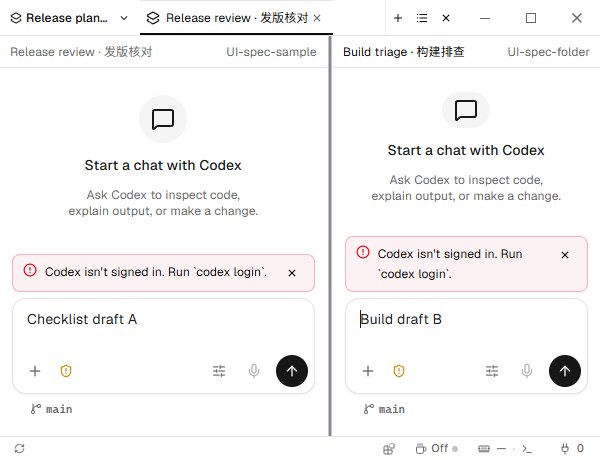 Release plan...
Release review · 发版核对
Release review · 发版核对
UI-spec-sample
Start a chat with Codex
Ask Codex to inspect code,
explain output, or make a change.
Codex isn't signed in. Run `codex login`.
Checklist draft A
main
Build triage · 构建排查
UI-spec-folder
Start a chat with Codex
Ask Codex to inspect code,
explain output, or make a change.
Codex isn't signed in. Run
`codex login`.
Build draft B
main
Off
0